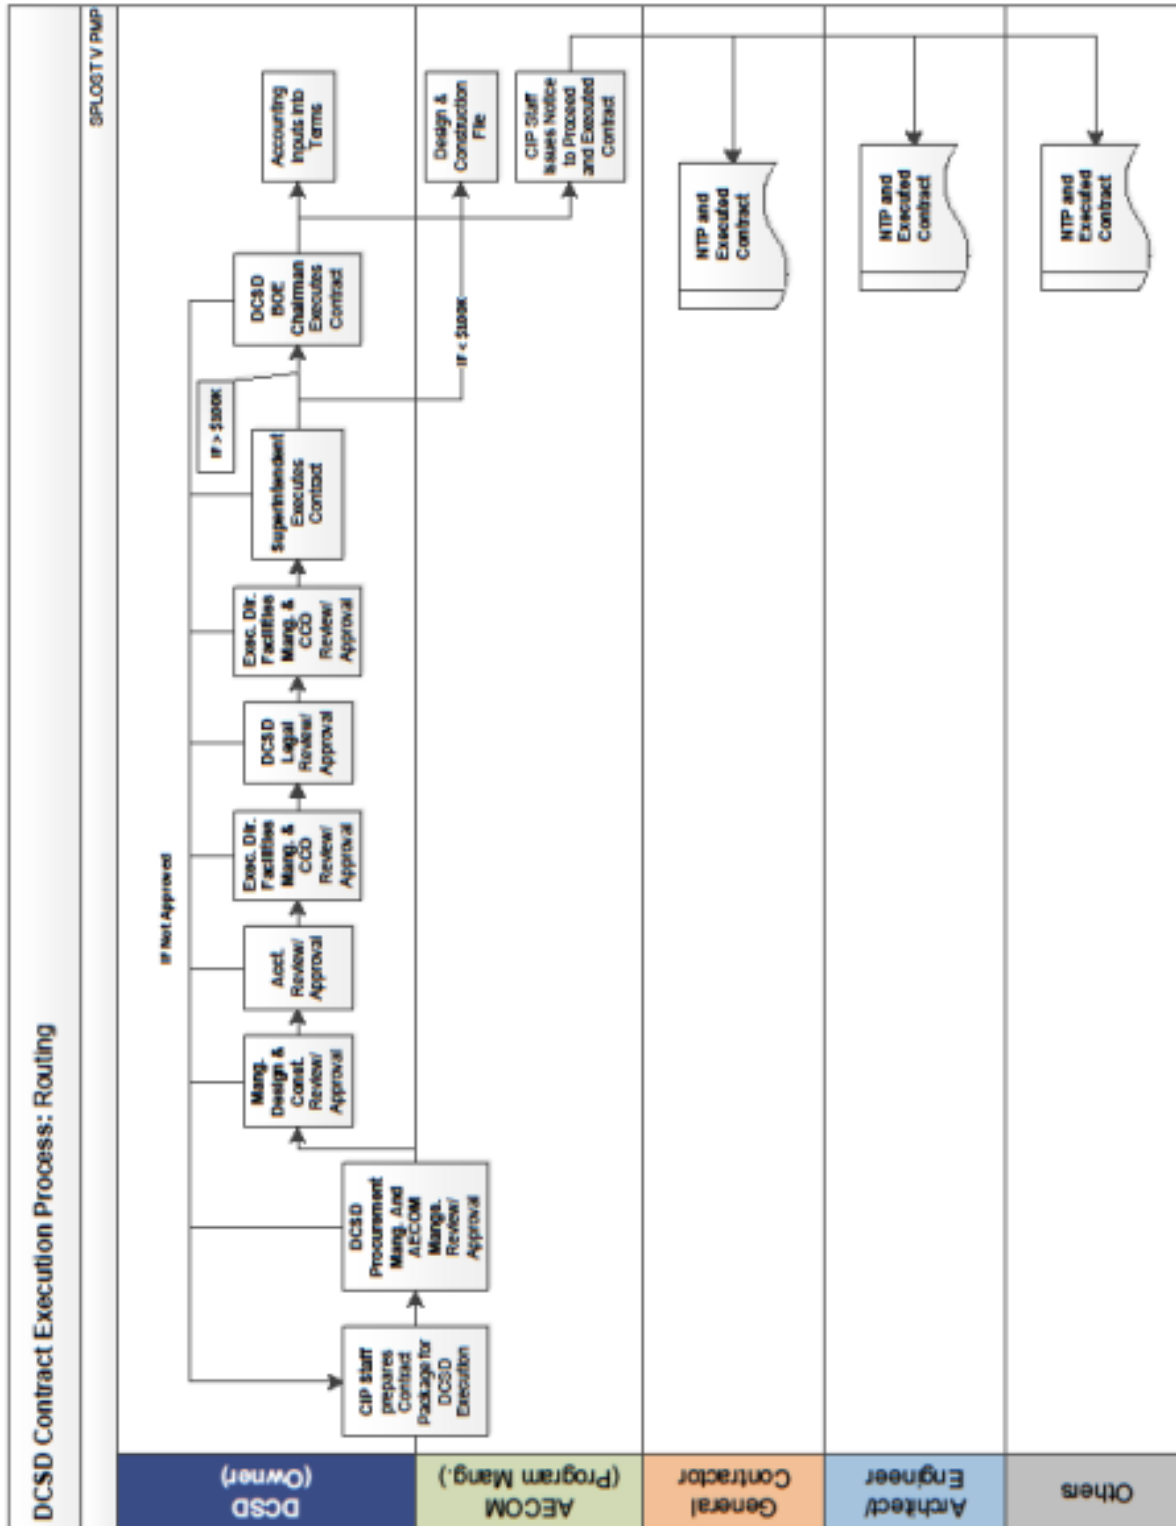 DCSD Contract Execution Process: Routing
SPLOST V PMP
DCSD
(Owner)
If Not Approved
CIP Staff
prepares
Contract
Package for
DCSD
Execution
DCSD
Procurement
Mang. And
AECOM
Mangs.
Review/
Approval
Mang.
Design &
Const.
Review/
Approval
Acct.
Review/
Approval
Exec. Dir.
Facilities
Mang. &
CCO
Review/
Approval
DCSD
Legal
Review/
Approval
Exec. Dir.
Facilities
Mang. &
CCO
Review/
Approval
Superintendent
Executes
Contract
If > $100K
DCSD
BOE
Chairman
Executes
Contract
Accounting
Inputs into
Terms
AECOM
(Program Mang.)
If < $100K
Design &
Construction
File
CIP Staff
Issues Notice
to Proceed
and Executed
Contract
General
Contractor
NTP and
Executed
Contract
Architect/
Engineer
NTP and
Executed
Contract
Others
NTP and
Executed
Contract